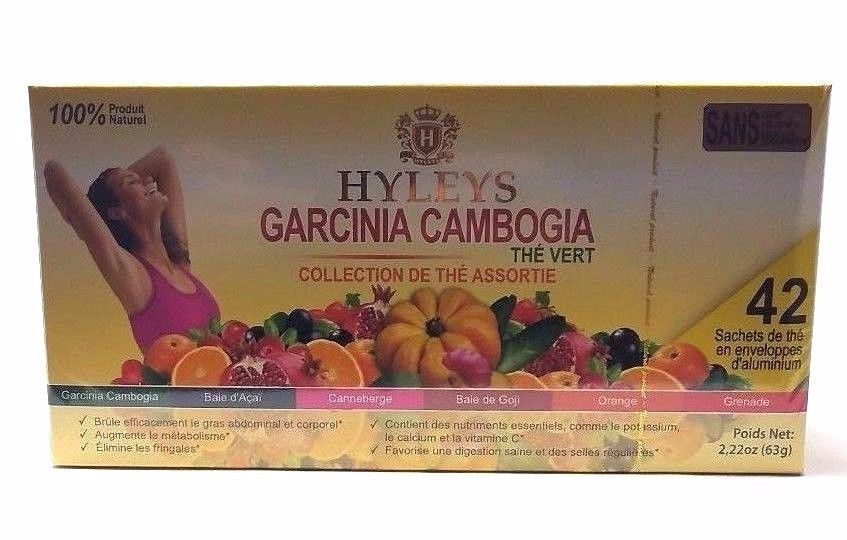 100% Produit
Naturel
H
HYLEYS
HYLEYS
GARCINIA CAMBOGIA
THÉ VERT
COLLECTION DE THÉ ASSORTIE
SANS
Natural product
42
Sachets de thé
en enveloppes
d'aluminium
Garcinia Cambogia
Baie d'Açaï
Canneberge
Baie de Goji
Orange
Grenade
✓ Brûle efficacement le gras abdominal et corporel*
✓ Augmente le métabolisme*
✓ Élimine les fringales*
✓ Contient des nutriments essentiels, comme le potassium,
le calcium et la vitamine C*
✓ Favorise une digestion saine et des selles régulières*
Poids Net:
2,22oz (63g)